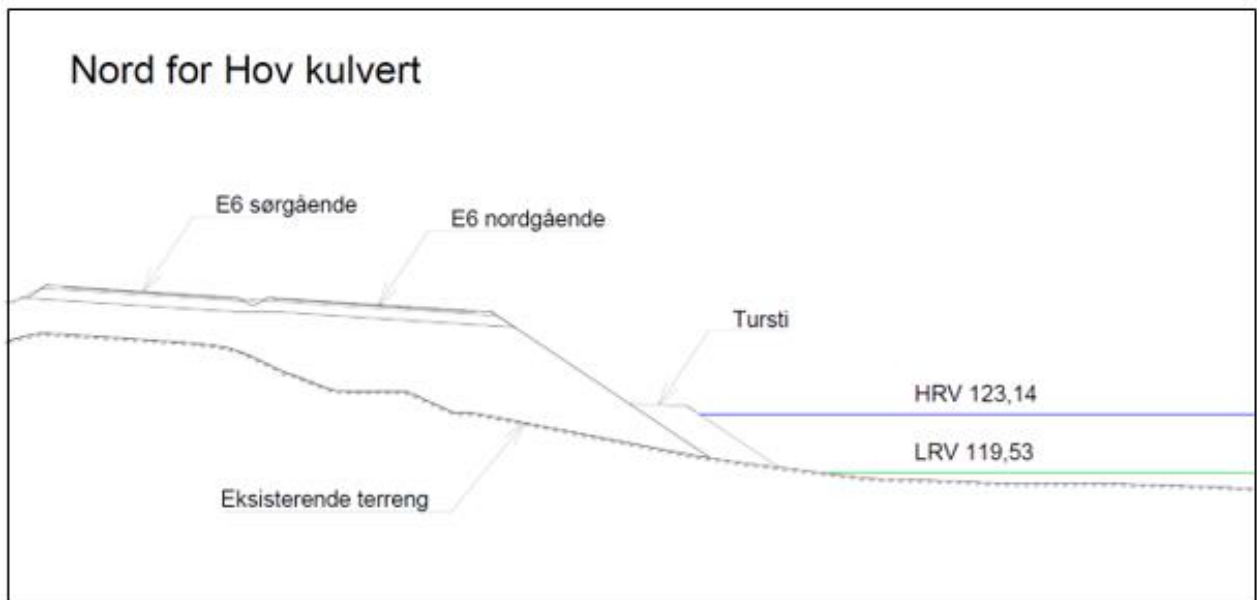 Nord for Hov kulvert
E6 sørgående
E6 nordgående
Tursti
HRV 123,14
LRV 119,53
Eksisterende terreng